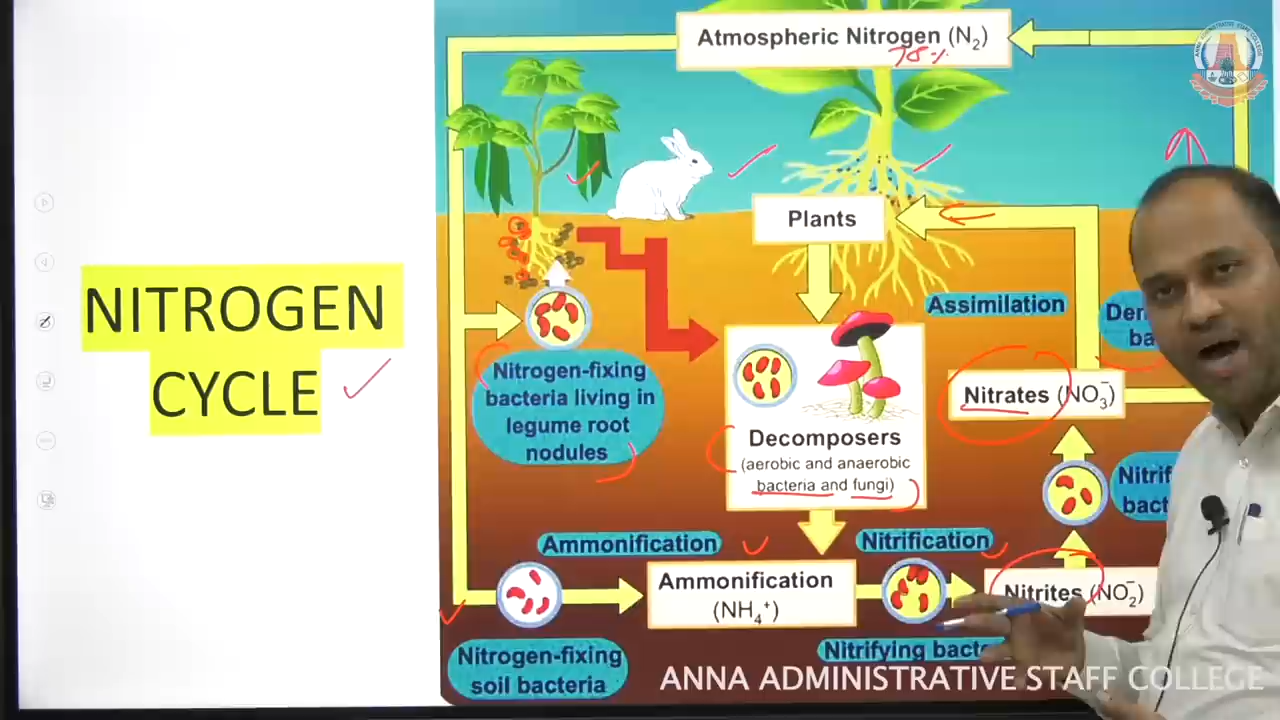 NITROGEN
CYCLE
Atmospheric Nitrogen (N₂)
78%
Plants
Assimilation
Nitrogen-fixing
bacteria living in
legume root
nodules
Nitrates (NO₃⁻)
Decomposers
(aerobic and anaerobic
bacteria and fungi)
Ammonification
Nitrification
Ammonification
(NH₄⁺)
Nitrites (NO₂⁻)
Nitrifying
Nitrogen-fixing
soil bacteria
ANNA ADMINISTRATIVE STAFF COLLEGE